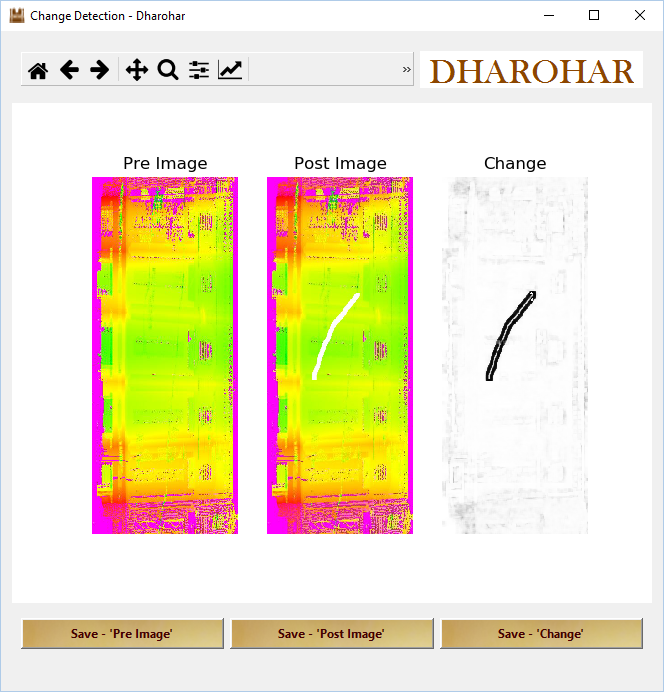 Change Detection - Dharohar
»
DHAROHAR
Pre Image
Post Image
Change
Save - 'Pre Image'
Save - 'Post Image'
Save - 'Change'